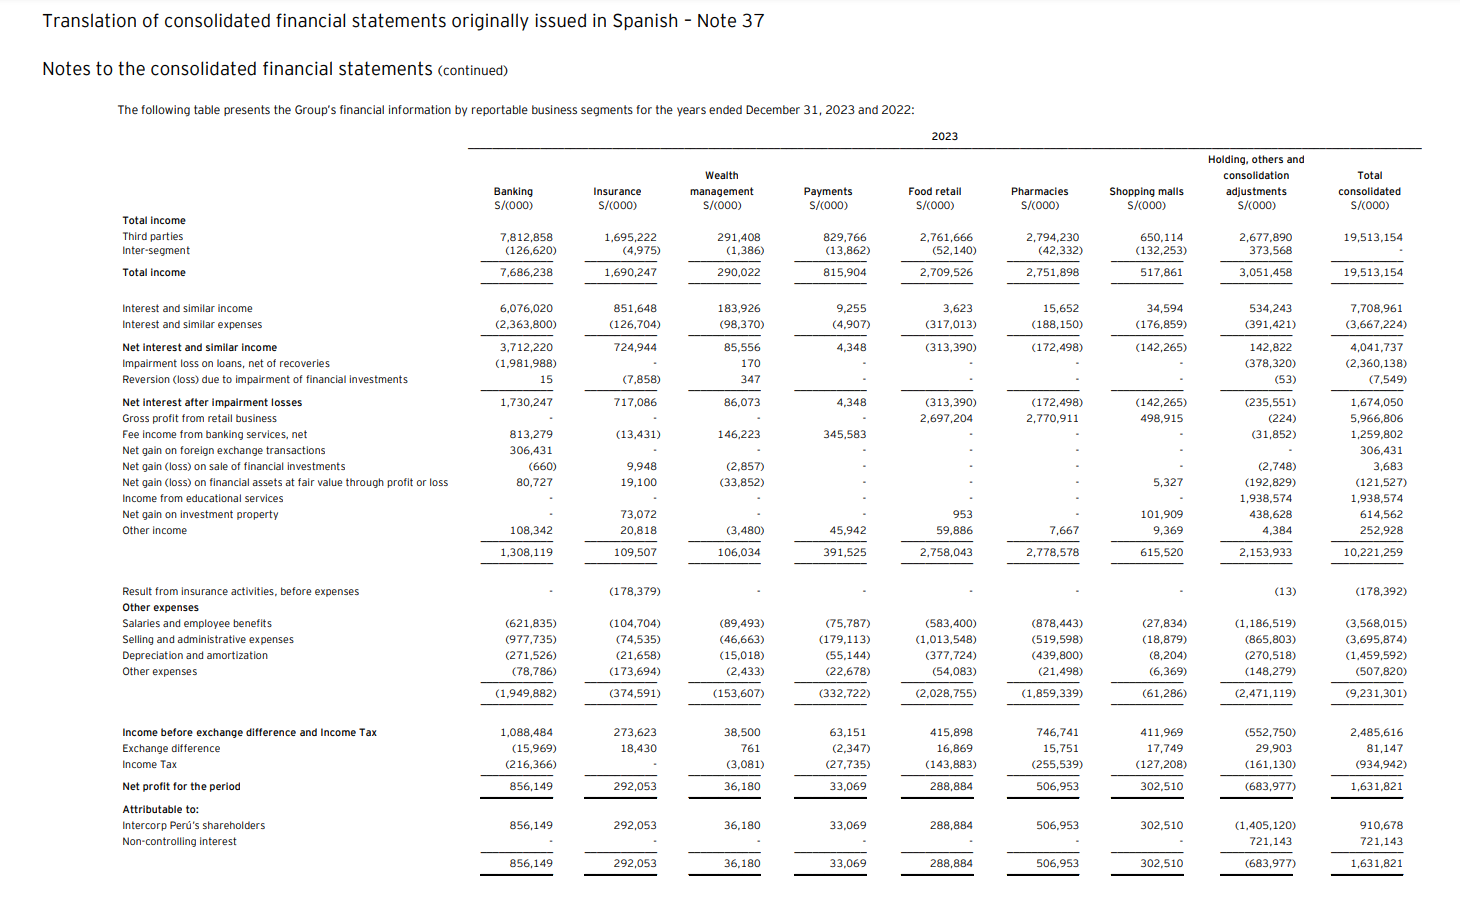 Translation of consolidated financial statements originally issued in Spanish – Note 37
Notes to the consolidated financial statements (continued)
The following table presents the Group's financial information by reportable business segments for the years ended December 31, 2023 and 2022:
2023
Banking Insurance Wealth management Payments Food retail Pharmacies Shopping malls Holding, others and consolidation adjustments Total consolidated
S/(000) S/(000) S/(000) S/(000) S/(000) S/(000) S/(000) S/(000) S/(000)
Total income
Third parties 7,812,858 1,695,222 291,408 829,766 2,761,666 2,794,230 650,114 2,677,890 19,513,154
Inter-segment (126,620) (4,975) (1,386) (13,862) (52,140) (42,332) (132,253) 373,568 -
Total income 7,686,238 1,690,247 290,022 815,904 2,709,526 2,751,898 517,861 3,051,458 19,513,154
Interest and similar income 6,076,020 851,648 183,926 9,255 3,623 15,652 34,594 534,243 7,708,961
Interest and similar expenses (2,363,800) (126,704) (98,370) (4,907) (317,013) (188,150) (176,859) (391,421) (3,667,224)
Net interest and similar income 3,712,220 724,944 85,556 4,348 (313,390) (172,498) (142,265) 142,822 4,041,737
Impairment loss on loans, net of recoveries (1,981,988) - 170 - - - - (378,320) (2,360,138)
Reversion (loss) due to impairment of financial investments 15 (7,858) 347 - - - - (53) (7,549)
Net interest after impairment losses 1,730,247 717,086 86,073 4,348 (313,390) (172,498) (142,265) (235,551) 1,674,050
Gross profit from retail business - - - - 2,697,204 2,770,911 498,915 (224) 5,966,806
Fee income from banking services, net 813,279 (13,431) 146,223 345,583 - - - (31,852) 1,259,802
Net gain on foreign exchange transactions 306,431 - - - - - - - 306,431
Net gain (loss) on sale of financial investments (660) 9,948 (2,857) - - - - (2,748) 3,683
Net gain (loss) on financial assets at fair value through profit or loss 80,727 19,100 (33,852) - - - 5,327 (192,829) (121,527)
Income from educational services - - - - - - - 1,938,574 1,938,574
Net gain on investment property - 73,072 - - 953 - 101,909 438,628 614,562
Other income 108,342 20,818 (3,480) 45,942 59,886 7,667 9,369 4,384 252,928
1,308,119 109,507 106,034 391,525 2,758,043 2,778,578 615,520 2,153,933 10,221,259
Result from insurance activities, before expenses - (178,379) - - - - - (13) (178,392)
Other expenses
Salaries and employee benefits (621,835) (104,704) (89,493) (75,787) (583,400) (878,443) (27,834) (1,186,519) (3,568,015)
Selling and administrative expenses (977,735) (74,535) (46,663) (179,113) (1,013,548) (519,598) (18,879) (865,803) (3,695,874)
Depreciation and amortization (271,526) (21,658) (15,018) (55,144) (377,724) (439,800) (8,204) (270,518) (1,459,592)
Other expenses (78,786) (173,694) (2,433) (22,678) (54,083) (21,498) (6,369) (148,279) (507,820)
(1,949,882) (374,591) (153,607) (332,722) (2,028,755) (1,859,339) (61,286) (2,471,119) (9,231,301)
Income before exchange difference and Income Tax 1,088,484 273,623 38,500 63,151 415,898 746,741 411,969 (552,750) 2,485,616
Exchange difference (15,969) 18,430 761 (2,347) 16,869 15,751 17,749 29,903 81,147
Income Tax (216,366) - (3,081) (27,735) (143,883) (255,539) (127,208) (161,130) (934,942)
Net profit for the period 856,149 292,053 36,180 33,069 288,884 506,953 302,510 (683,977) 1,631,821
Attributable to:
Intercorp Perú's shareholders 856,149 292,053 36,180 33,069 288,884 506,953 302,510 (1,405,120) 910,678
Non-controlling interest - - - - - - - 721,143 721,143
856,149 292,053 36,180 33,069 288,884 506,953 302,510 (683,977) 1,631,821